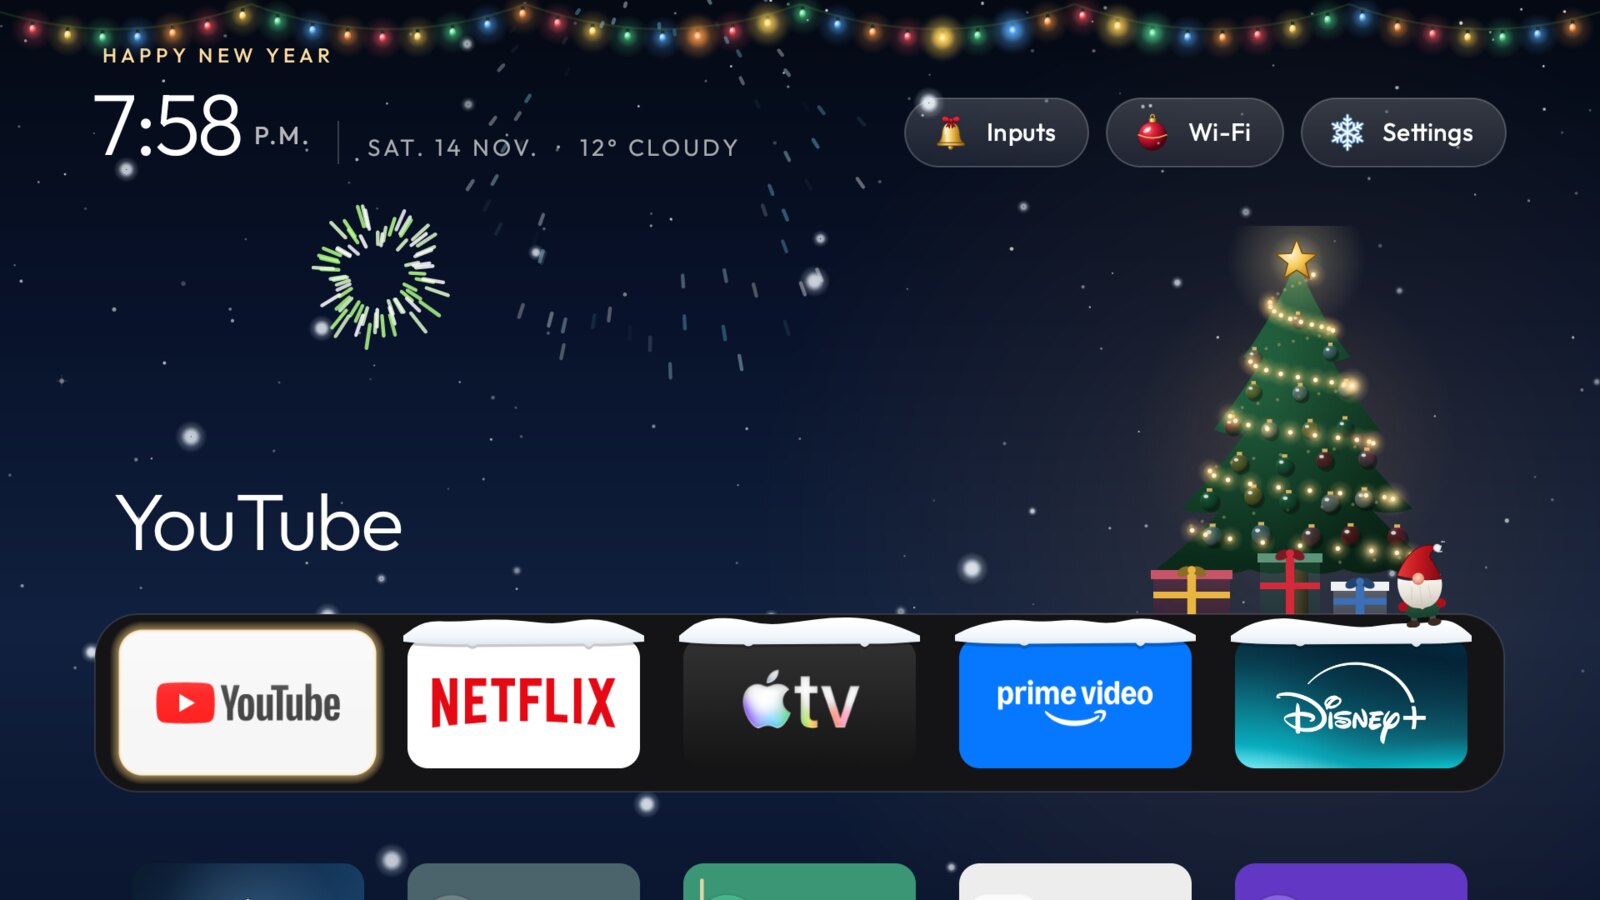 HAPPY NEW YEAR
7:58 P.M.
SAT. 14 NOV. · 12° CLOUDY
Inputs
Wi-Fi
Settings
YouTube
YouTube
NETFLIX
tv
prime video
Disney+